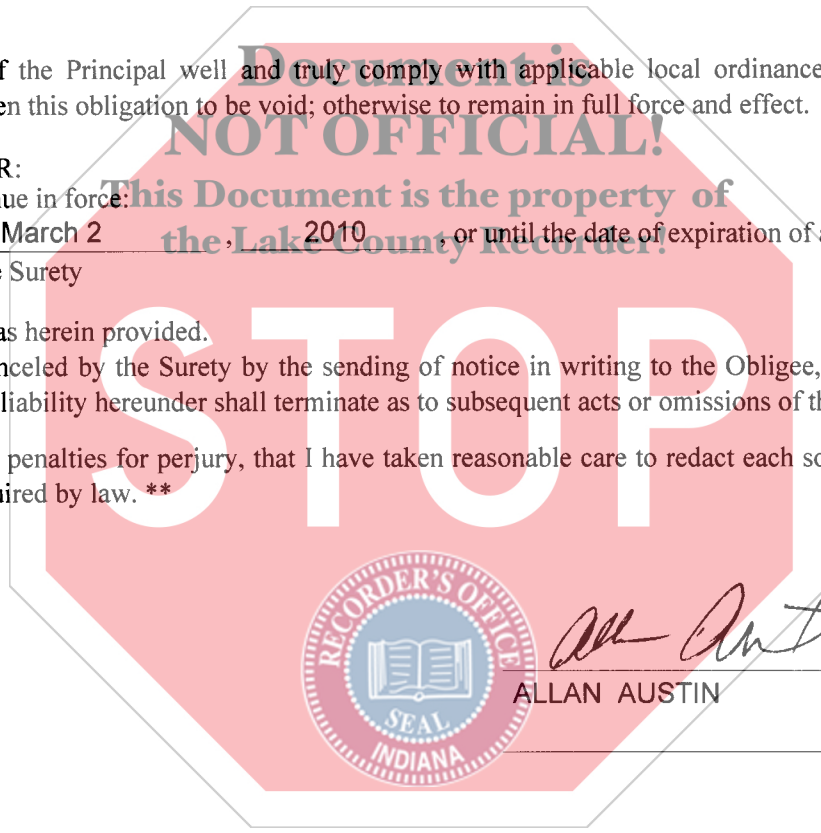 Document is
f the Principal well and truly comply with applicable local ordinance
en this obligation to be void; otherwise to remain in full force and effect.
NOT OFFICIAL!
R:
ue in force:
This Document is the property of
March 2 , 2010 , or until the date of expiration of a
the Lake County Recorder!
e Surety
STOP
as herein provided.
nceled by the Surety by the sending of notice in writing to the Obligee,
liability hereunder shall terminate as to subsequent acts or omissions of th
penalties for perjury, that I have taken reasonable care to redact each so
uired by law. **
RECORDER'S OFFICE
SEAL
INDIANA
Allan Aust
ALLAN AUSTIN